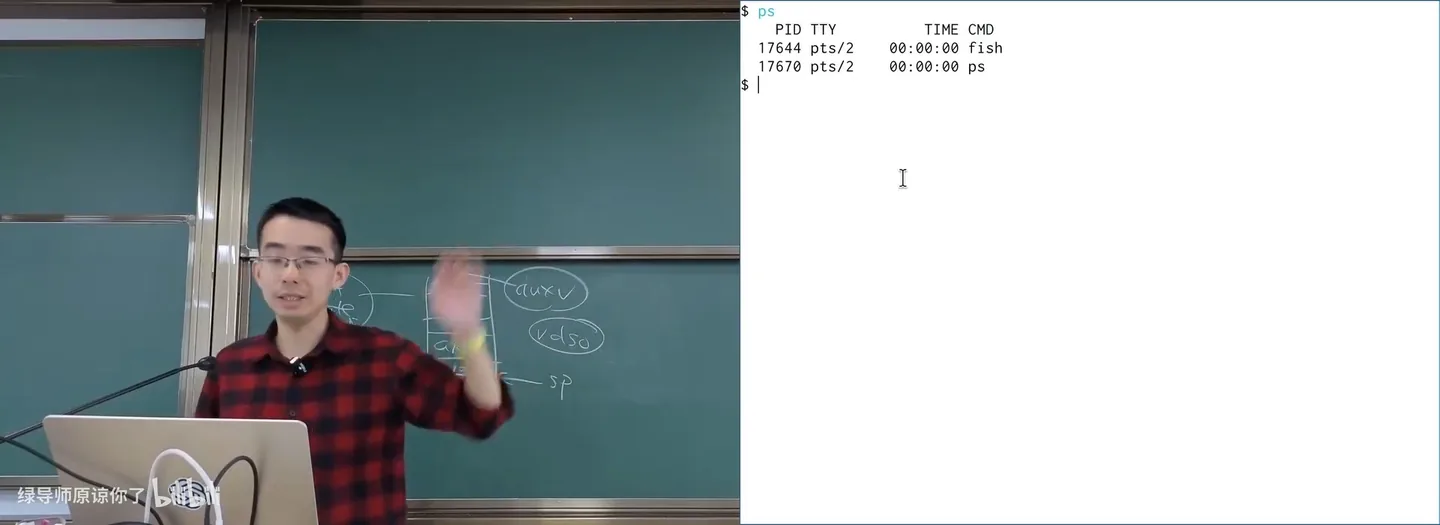 auxv
vdso
sp
绿导师原谅你了 bilibili
$ ps
PID TTY TIME CMD
17644 pts/2 00:00:00 fish
17670 pts/2 00:00:00 ps
$